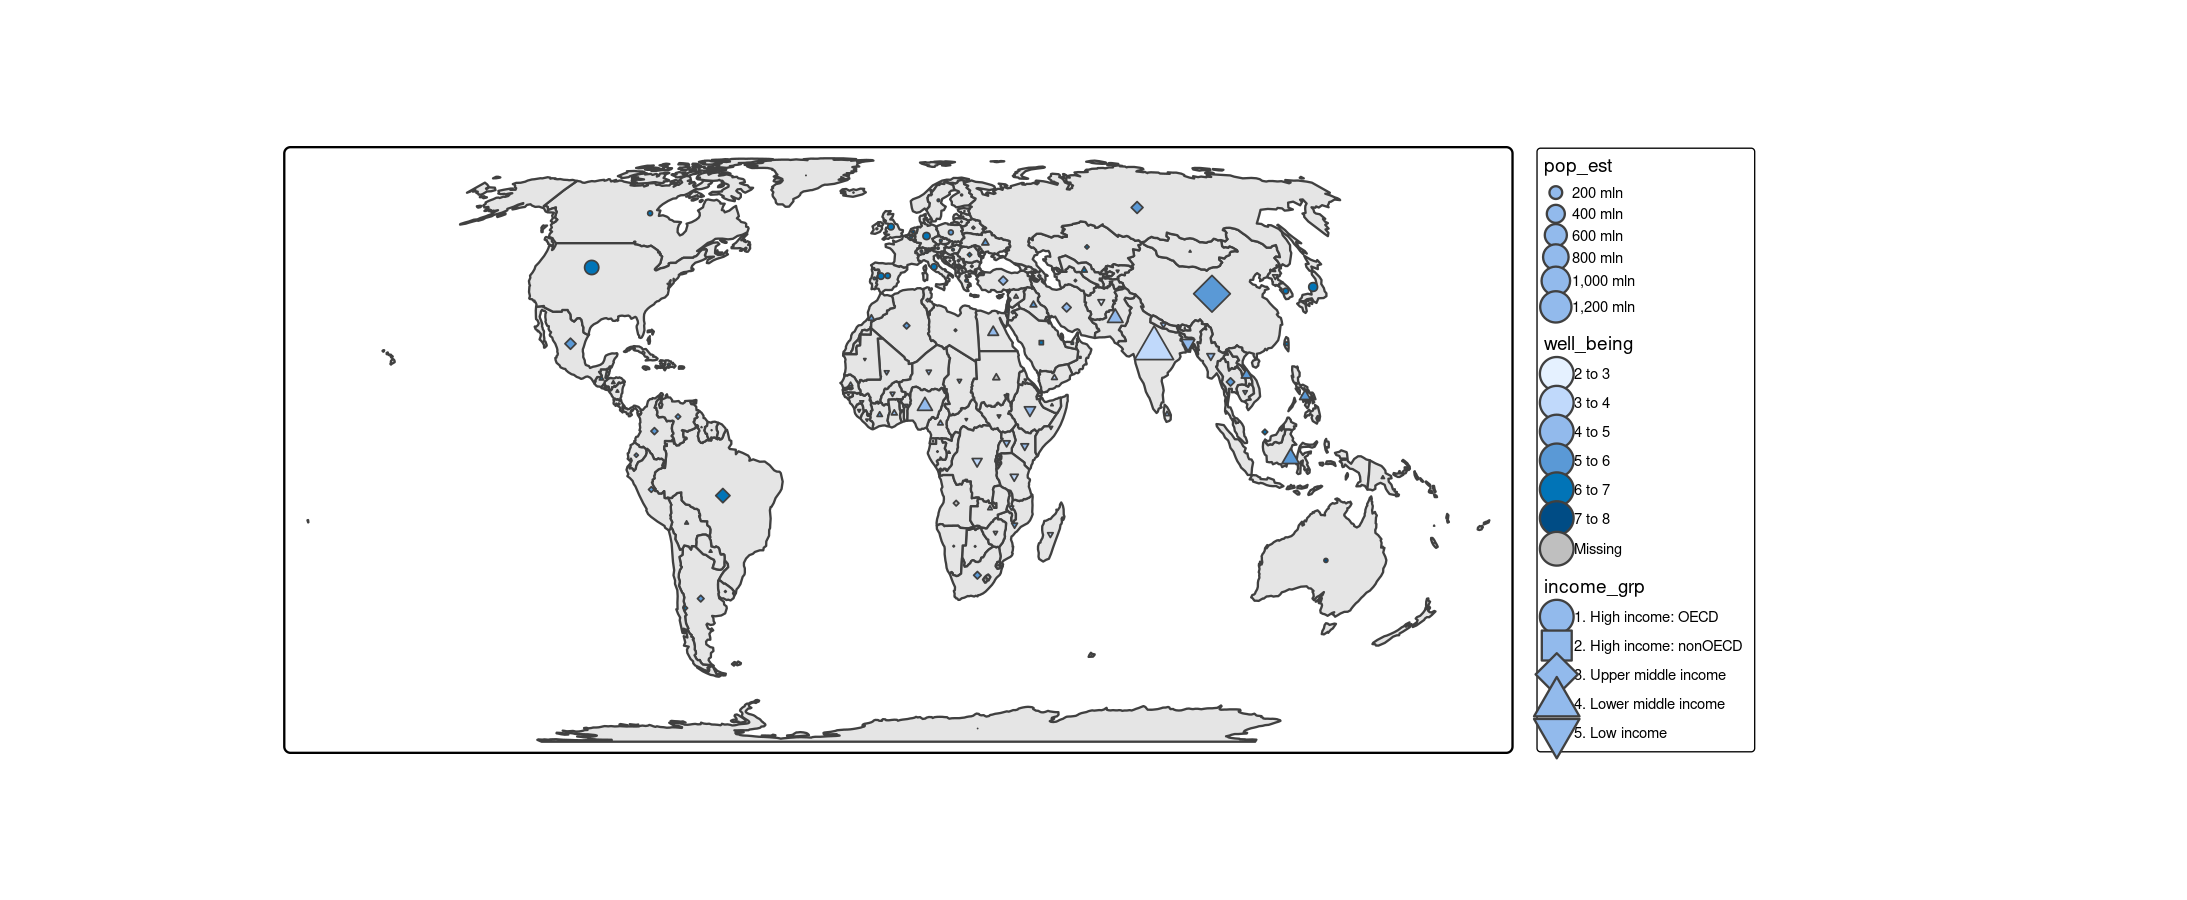 pop_est
200 mln
400 mln
600 mln
800 mln
1,000 mln
1,200 mln
well_being
2 to 3
3 to 4
4 to 5
5 to 6
6 to 7
7 to 8
Missing
income_grp
1. High income: OECD
2. High income: nonOECD
3. Upper middle income
4. Lower middle income
5. Low income